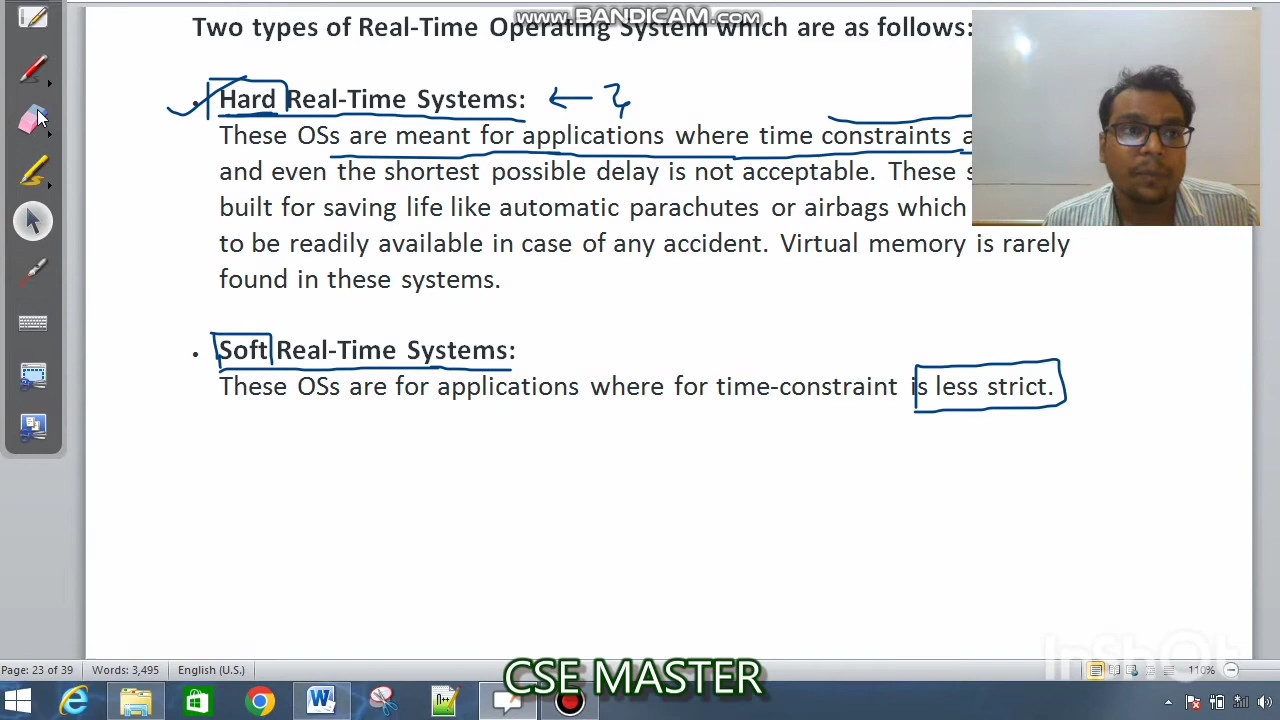 www.BANDICAM.com
Two types of Real-Time Operating System which are as follows:
• Hard Real-Time Systems:
These OSs are meant for applications where time constraints a
and even the shortest possible delay is not acceptable. These s
built for saving life like automatic parachutes or airbags which
to be readily available in case of any accident. Virtual memory is rarely
found in these systems.
• Soft Real-Time Systems:
These OSs are for applications where for time-constraint is less strict.
InShOt
Page: 23 of 39 Words: 3,495 English (U.S.) 110%
CSE MASTER